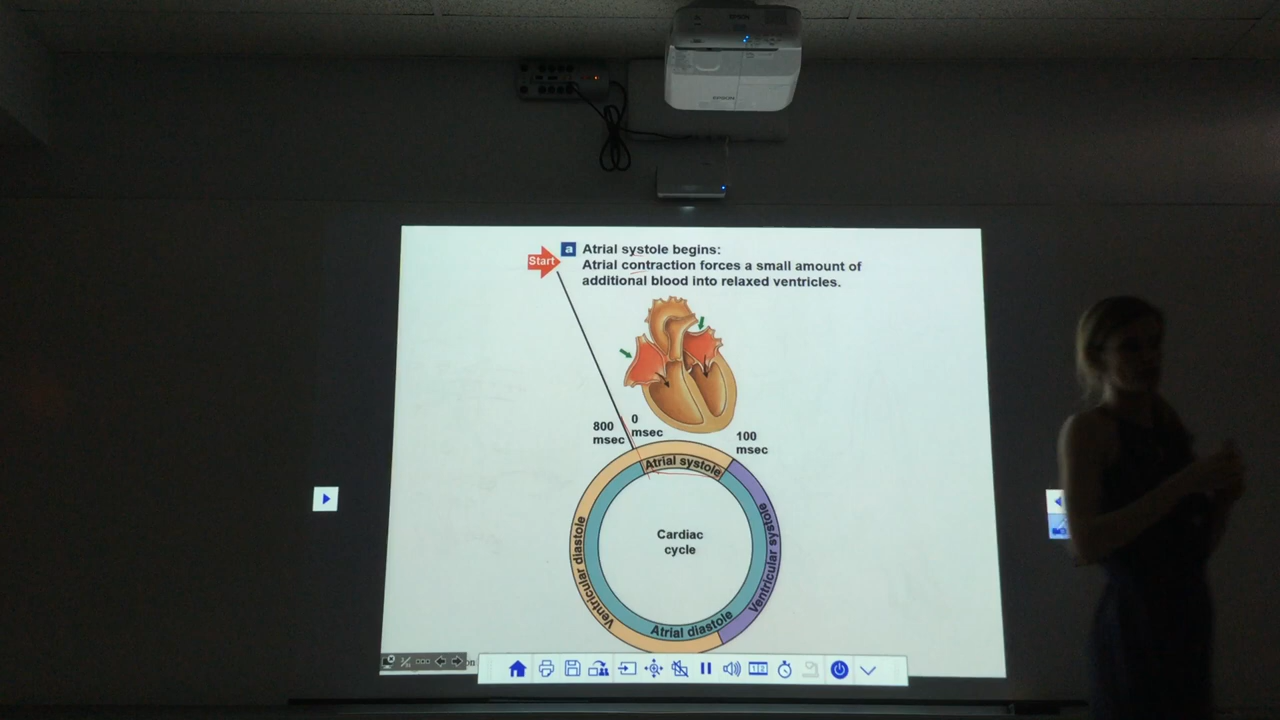 EPSON
a Atrial systole begins:
Start
Atrial contraction forces a small amount of
additional blood into relaxed ventricles.
800
msec
0
msec
100
msec
Atrial systole
Cardiac
cycle
Ventricular diastole
Ventricular systole
Atrial diastole